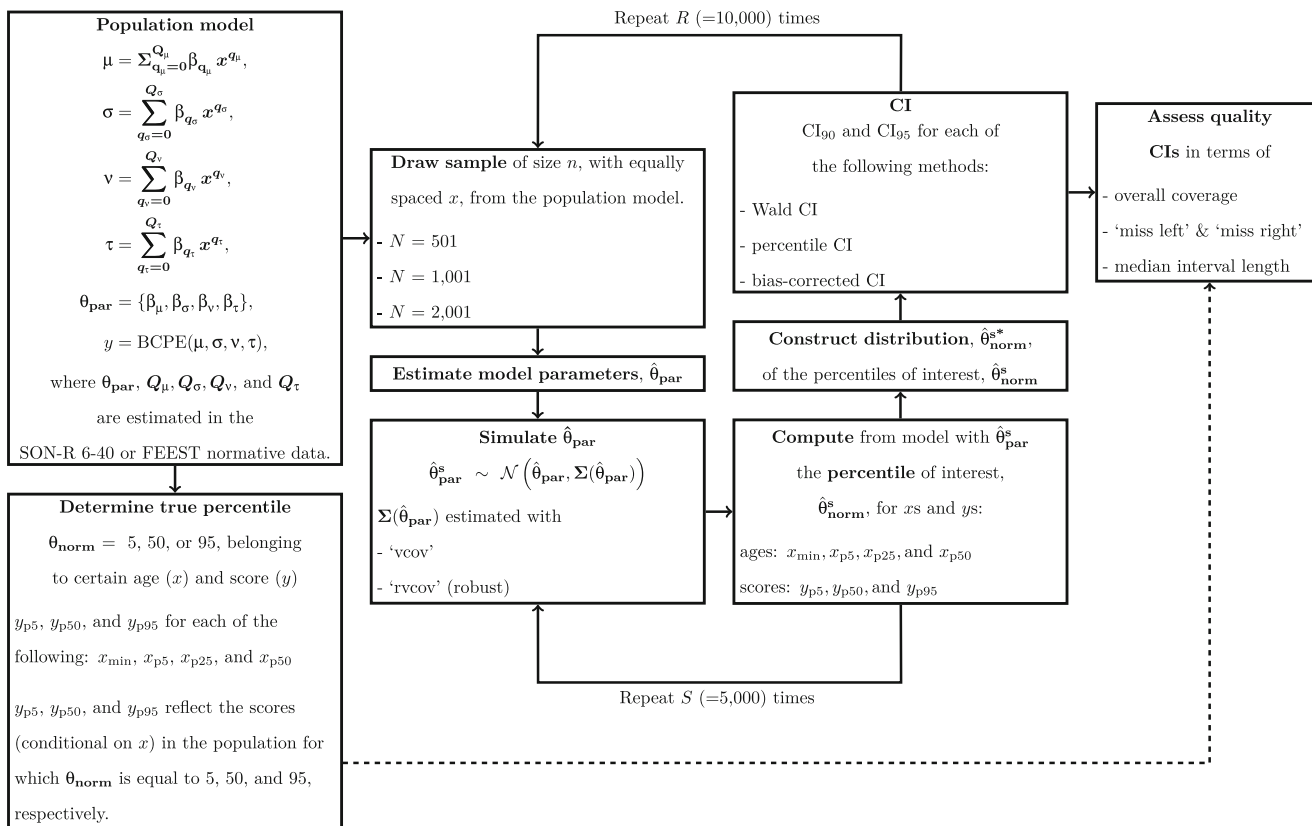 Population model
μ = Σ_{q_μ=0}^{Q_μ} β_{q_μ} x^{q_μ},
σ = ∑_{q_σ=0}^{Q_σ} β_{q_σ} x^{q_σ},
ν = ∑_{q_ν=0}^{Q_ν} β_{q_ν} x^{q_ν},
τ = ∑_{q_τ=0}^{Q_τ} β_{q_τ} x^{q_τ},
θ_par = {β_μ, β_σ, β_ν, β_τ},
y = BCPE(μ, σ, ν, τ),
where θ_par, Q_μ, Q_σ, Q_ν, and Q_τ
are estimated in the
SON-R 6-40 or FEEST normative data.
Determine true percentile
θ_norm = 5, 50, or 95, belonging
to certain age (x) and score (y)
y_p5, y_p50, and y_p95 for each of the
following: x_min, x_p5, x_p25, and x_p50
y_p5, y_p50, and y_p95 reflect the scores
(conditional on x) in the population for
which θ_norm is equal to 5, 50, and 95,
respectively.
Repeat R (=10,000) times
Draw sample of size n, with equally
spaced x, from the population model.
- N = 501
- N = 1,001
- N = 2,001
Estimate model parameters, θ̂_par
Simulate θ̂_par
θ̂^s_par ∼ 𝒩(θ̂_par, Σ(θ̂_par))
Σ(θ̂_par) estimated with
- ‘vcov’
- ‘rvcov’ (robust)
Repeat S (=5,000) times
Compute from model with θ̂^s_par
the percentile of interest,
θ̂^s_norm, for xs and ys:
ages: x_min, x_p5, x_p25, and x_p50
scores: y_p5, y_p50, and y_p95
Construct distribution, θ̂^s*_norm,
of the percentiles of interest, θ̂^s_norm
CI
CI_90 and CI_95 for each of
the following methods:
- Wald CI
- percentile CI
- bias-corrected CI
Assess quality
CIs in terms of
- overall coverage
- ‘miss left’ & ‘miss right’
- median interval length